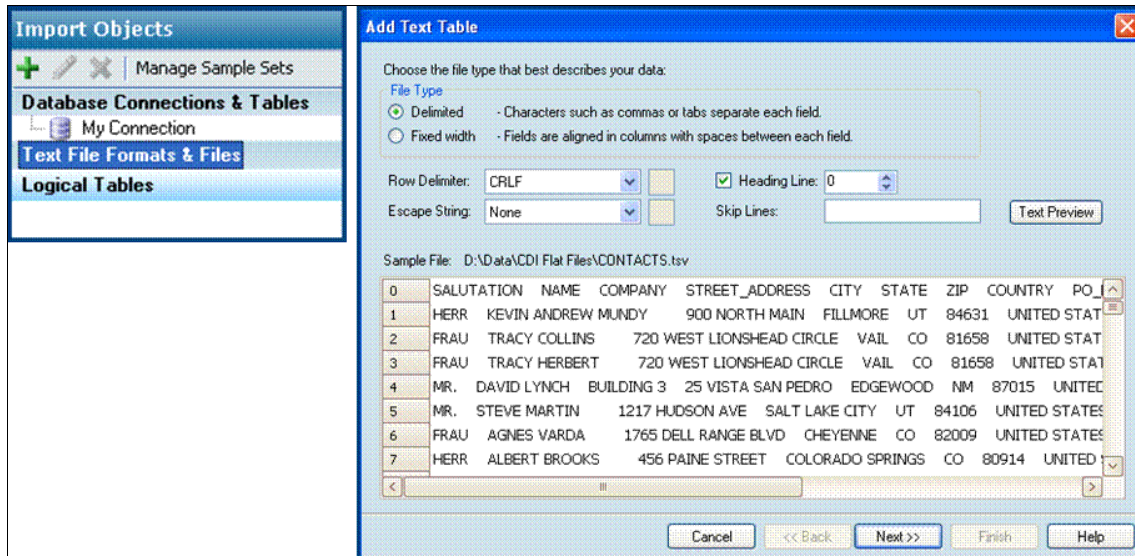 Import Objects
Manage Sample Sets
Database Connections & Tables
My Connection
Text File Formats & Files
Logical Tables
Add Text Table
Choose the file type that best describes your data:
File Type
Delimited - Characters such as commas or tabs separate each field.
Fixed width - Fields are aligned in columns with spaces between each field.
Row Delimiter: CRLF Heading Line: 0
Escape String: None Skip Lines: Text Preview
Sample File: D:\Data\CDI Flat Files\CONTACTS.tsv
0 SALUTATION NAME COMPANY STREET_ADDRESS CITY STATE ZIP COUNTRY PO_
1 HERR KEVIN ANDREW MUNDY 900 NORTH MAIN FILLMORE UT 84631 UNITED STAT
2 FRAU TRACY COLLINS 720 WEST LIONSHEAD CIRCLE VAIL CO 81658 UNITED STAT
3 FRAU TRACY HERBERT 720 WEST LIONSHEAD CIRCLE VAIL CO 81658 UNITED STAT
4 MR. DAVID LYNCH BUILDING 3 25 VISTA SAN PEDRO EDGEWOOD NM 87015 UNITED
5 MR. STEVE MARTIN 1217 HUDSON AVE SALT LAKE CITY UT 84106 UNITED STATES
6 FRAU AGNES VARDA 1765 DELL RANGE BLVD CHEYENNE CO 82009 UNITED STATES
7 HERR ALBERT BROOKS 456 PAINE STREET COLORADO SPRINGS CO 80914 UNITED
Cancel << Back Next >> Finish Help